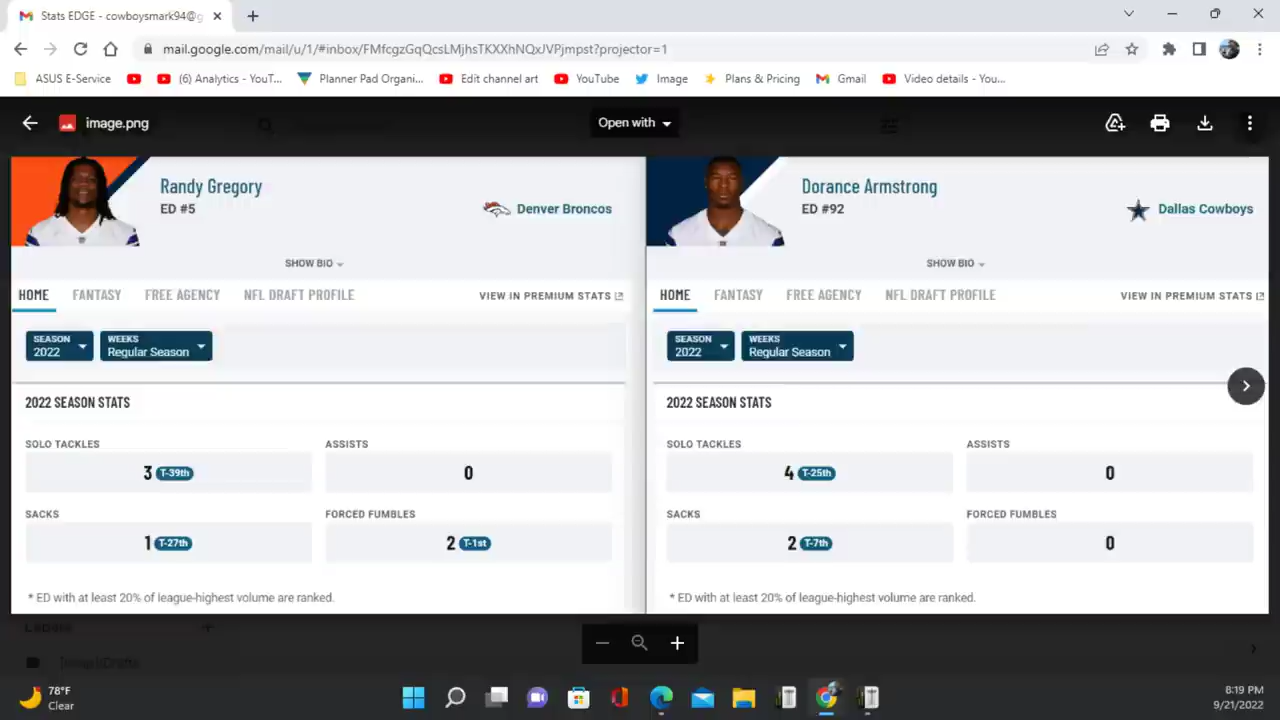 Stats EDGE - cowboysmark94@g
mail.google.com/mail/u/1/#inbox/FMfcgzGqQcsLMjhsTKXXhNQxJVPjmpst?projector=1
ASUS E-Service
(6) Analytics - YouT...
Planner Pad Organi...
Edit channel art
YouTube
Image
Plans & Pricing
Gmail
Video details - You...
image.png
Open with
Randy Gregory
ED #5
Denver Broncos
SHOW BIO
HOME FANTASY FREE AGENCY NFL DRAFT PROFILE VIEW IN PREMIUM STATS
SEASON
2022
WEEKS
Regular Season
2022 SEASON STATS
SOLO TACKLES
3 T-39th
ASSISTS
0
SACKS
1 T-27th
FORCED FUMBLES
2 T-1st
* ED with at least 20% of league-highest volume are ranked.
Dorance Armstrong
ED #92
Dallas Cowboys
SHOW BIO
HOME FANTASY FREE AGENCY NFL DRAFT PROFILE VIEW IN PREMIUM STATS
SEASON
2022
WEEKS
Regular Season
2022 SEASON STATS
SOLO TACKLES
4 T-25th
ASSISTS
0
SACKS
2 T-7th
FORCED FUMBLES
0
* ED with at least 20% of league-highest volume are ranked.
Labels
78°F
Clear
8:19 PM
9/21/2022